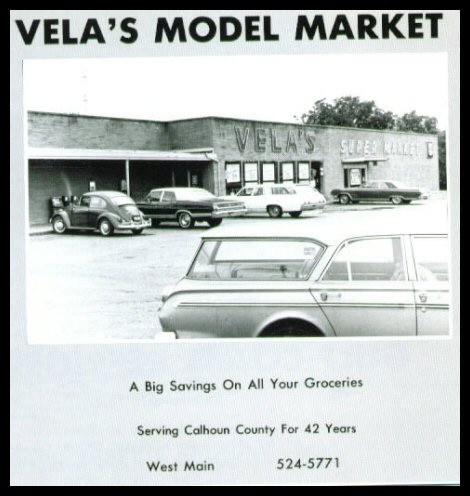 VELA'S MODEL MARKET
VELA'S
SUPER MARKET
A Big Savings On All Your Groceries
Serving Calhoun County For 42 Years
West Main 524-5771